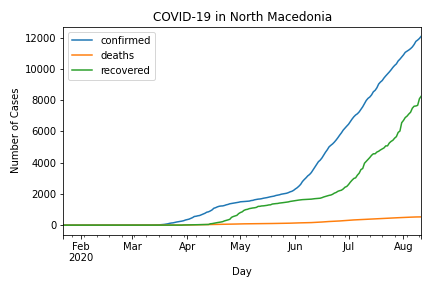 COVID-19 in North Macedonia
confirmed
deaths
recovered
Number of Cases
12000
10000
8000
6000
4000
2000
0
Feb Mar Apr May Jun Jul Aug
2020
Day